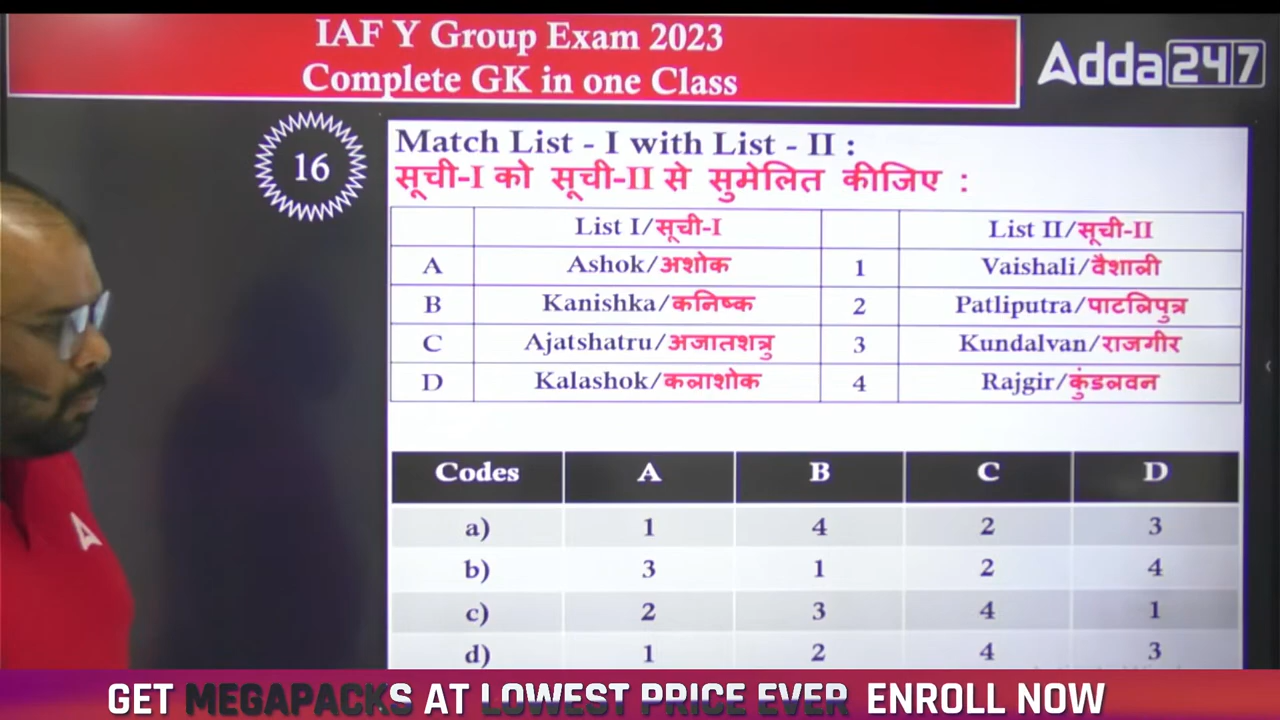 IAF Y Group Exam 2023
Complete GK in one Class
Adda247
16
Match List - I with List - II :
सूची-I को सूची-II से सुमेलित कीजिए :
List I/सूची-I List II/सूची-II
A Ashok/अशोक 1 Vaishali/वैशाली
B Kanishka/कनिष्क 2 Patliputra/पाटलिपुत्र
C Ajatshatru/अजातशत्रु 3 Kundalvan/राजगीर
D Kalashok/कलाशोक 4 Rajgir/कुंडलवन
Codes A B C D
a) 1 4 2 3
b) 3 1 2 4
c) 2 3 4 1
d) 1 2 4 3
GET MEGAPACKS AT LOWEST PRICE EVER ENROLL NOW